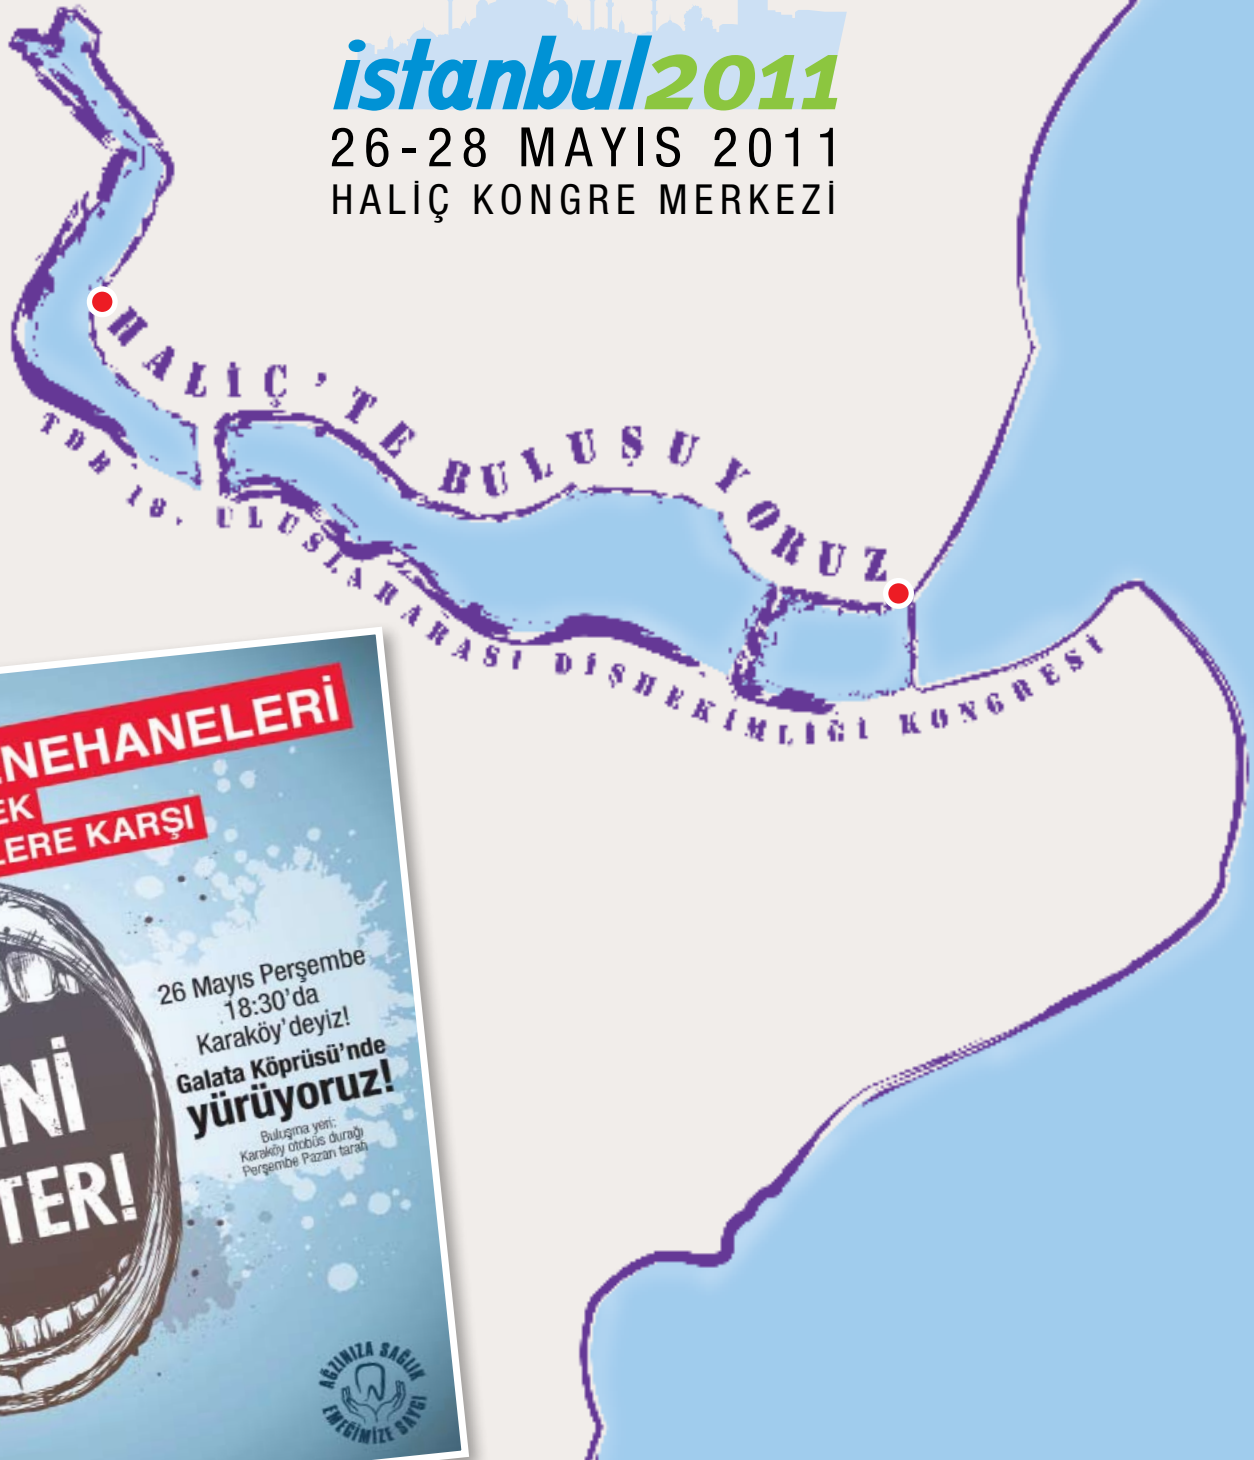 istanbul2011
26-28 MAYIS 2011
HALİÇ KONGRE MERKEZİ
HALİÇ'TE BULUŞUYORUZ
TDB 18. ULUSLARARASI DİŞHEKİMLİĞİ KONGRESİ
NEHANELERİ
EK
LERE KARŞI
26 Mayıs Perşembe
18:30'da
Karaköy'deyiz!
Galata Köprüsü'nde
yürüyoruz!
Buluşma yeri:
Karaköy otobüs durağı
Perşembe Pazarı tarafı
Nİ
TER!
AĞZINIZA SAĞLIK
EMEĞİMİZE SAYGI